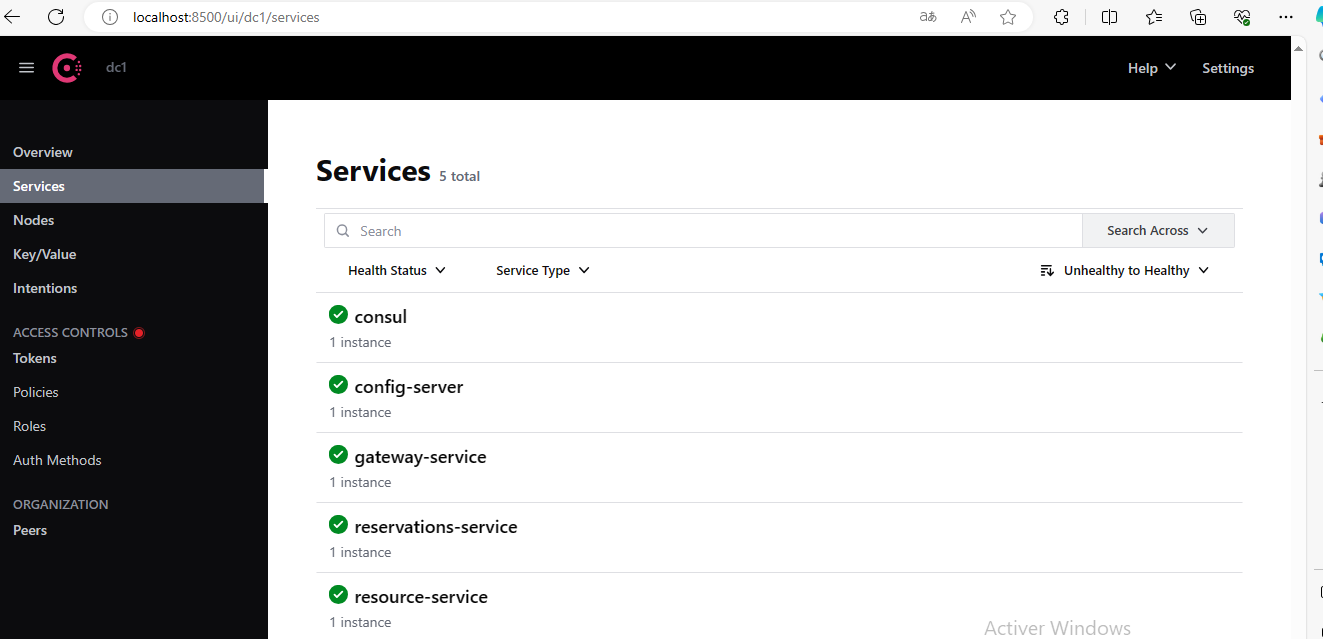 localhost:8500/ui/dc1/services
dc1
Help
Settings
Overview
Services
Nodes
Key/Value
Intentions
ACCESS CONTROLS
Tokens
Policies
Roles
Auth Methods
ORGANIZATION
Peers
Services 5 total
Search
Search Across
Health Status
Service Type
Unhealthy to Healthy
consul
1 instance
config-server
1 instance
gateway-service
1 instance
reservations-service
1 instance
resource-service
1 instance
Activer Windows